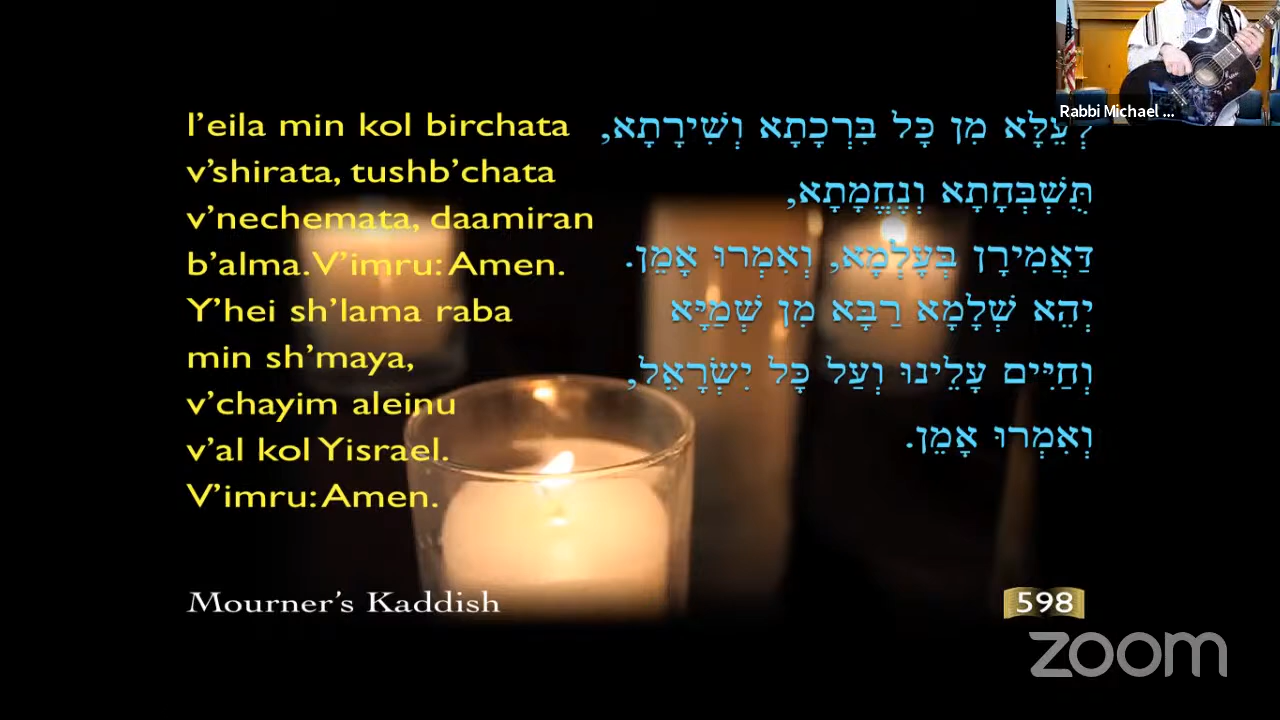 Rabbi Michael ...
l'eila min kol birchata
v'shirata, tushb'chata
v'nechemata, daamiran
b'alma. V'imru: Amen.
Y'hei sh'lama raba
min sh'maya,
v'chayim aleinu
v'al kol Yisrael.
V'imru: Amen.
לְעֵלָּא מִן כָּל בִּרְכָתָא וְשִׁירָתָא,
תֻּשְׁבְּחָתָא וְנֶחֱמָתָא,
דַּאֲמִירָן בְּעָלְמָא, וְאִמְרוּ אָמֵן.
יְהֵא שְׁלָמָא רַבָּא מִן שְׁמַיָּא
וְחַיִּים עָלֵינוּ וְעַל כָּל יִשְׂרָאֵל,
וְאִמְרוּ אָמֵן.
Mourner's Kaddish
598
zoom